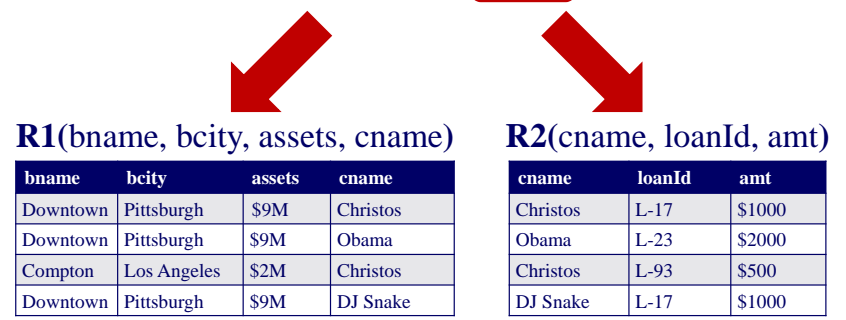 R1(bname, bcity, assets, cname)
bname bcity assets cname
Downtown Pittsburgh $9M Christos
Downtown Pittsburgh $9M Obama
Compton Los Angeles $2M Christos
Downtown Pittsburgh $9M DJ Snake
R2(cname, loanId, amt)
cname loanId amt
Christos L-17 $1000
Obama L-23 $2000
Christos L-93 $500
DJ Snake L-17 $1000